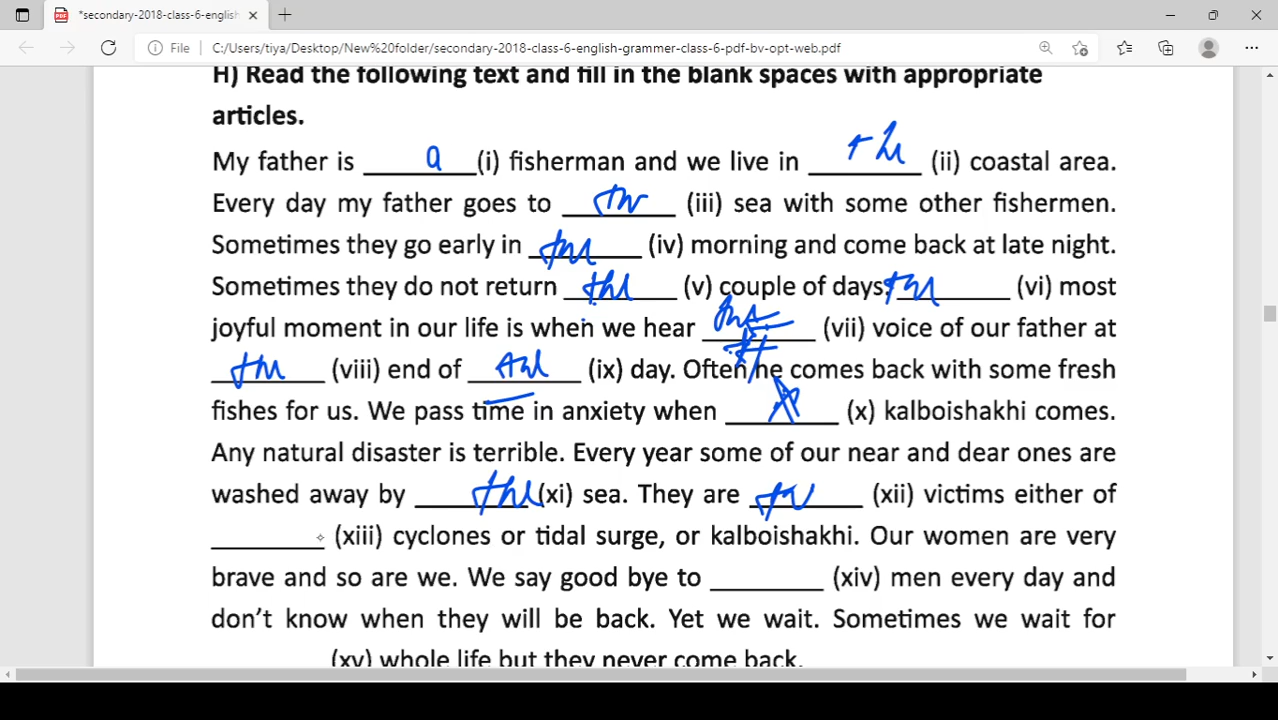 *secondary-2018-class-6-english
File C:/Users/tiya/Desktop/New%20folder/secondary-2018-class-6-english-grammer-class-6-pdf-bv-opt-web.pdf
H) Read the following text and fill in the blank spaces with appropriate
articles.
My father is a (i) fisherman and we live in the (ii) coastal area.
Every day my father goes to the (iii) sea with some other fishermen.
Sometimes they go early in the (iv) morning and come back at late night.
Sometimes they do not return the (v) couple of days. the (vi) most
joyful moment in our life is when we hear the (vii) voice of our father at
the (viii) end of the (ix) day. Often he comes back with some fresh
fishes for us. We pass time in anxiety when x (x) kalboishakhi comes.
Any natural disaster is terrible. Every year some of our near and dear ones are
washed away by the (xi) sea. They are the (xii) victims either of
________ (xiii) cyclones or tidal surge, or kalboishakhi. Our women are very
brave and so are we. We say good bye to ________ (xiv) men every day and
don't know when they will be back. Yet we wait. Sometimes we wait for
(xv) whole life but they never come back.